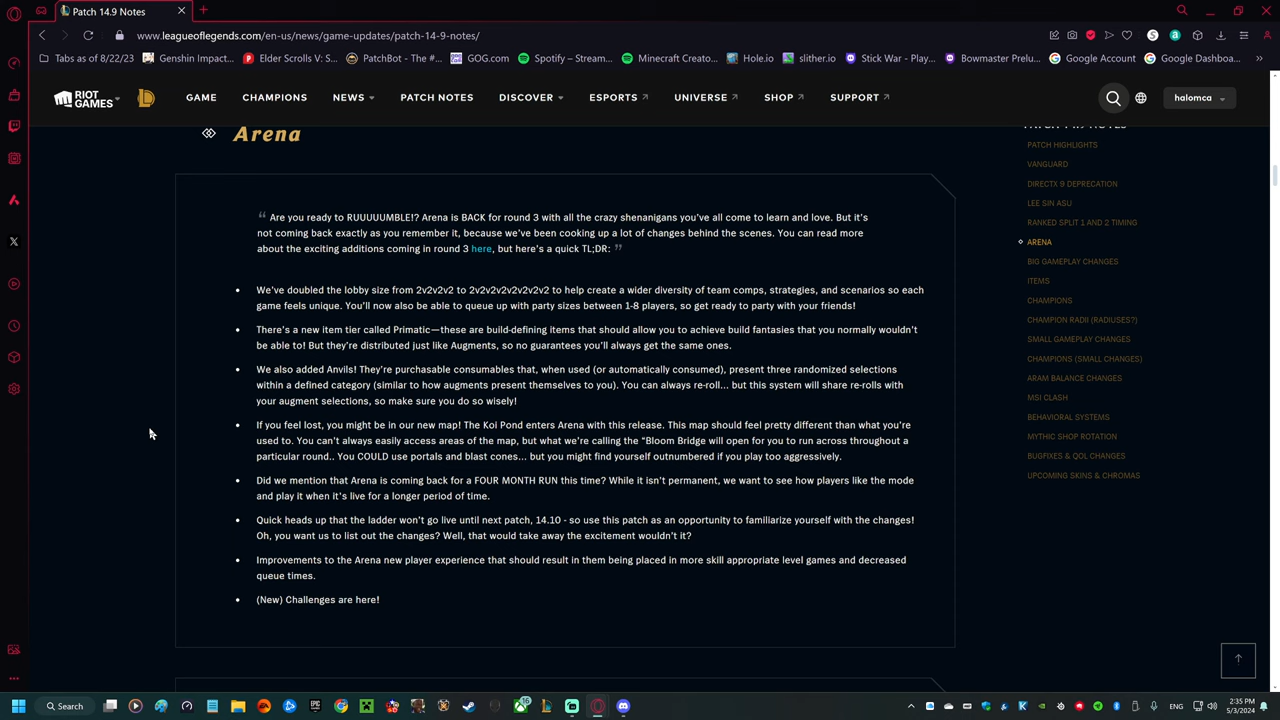 Patch 14.9 Notes
www.leagueoflegends.com/en-us/news/game-updates/patch-14-9-notes/
Tabs as of 8/22/23 Genshin Impact... Elder Scrolls V: S... PatchBot - The #... GOG.com Spotify – Stream... Minecraft Creato... Hole.io slither.io Stick War - Play... Bowmaster Prelu... Google Account Google Dashboa...
RIOT GAMES GAME CHAMPIONS NEWS PATCH NOTES DISCOVER ESPORTS UNIVERSE SHOP SUPPORT halomca
Arena
“ Are you ready to RUUUUUMBLE!? Arena is BACK for round 3 with all the crazy shenanigans you’ve all come to learn and love. But it’s
not coming back exactly as you remember it, because we’ve been cooking up a lot of changes behind the scenes. You can read more
about the exciting additions coming in round 3 here, but here’s a quick TL;DR: ”
We’ve doubled the lobby size from 2v2v2v2 to 2v2v2v2v2v2v2v2 to help create a wider diversity of team comps, strategies, and scenarios so each
game feels unique. You’ll now also be able to queue up with party sizes between 1-8 players, so get ready to party with your friends!
There’s a new item tier called Primatic—these are build-defining items that should allow you to achieve build fantasies that you normally wouldn’t
be able to! But they’re distributed just like Augments, so no guarantees you’ll always get the same ones.
We also added Anvils! They’re purchasable consumables that, when used (or automatically consumed), present three randomized selections
within a defined category (similar to how augments present themselves to you). You can always re-roll... but this system will share re-rolls with
your augment selections, so make sure you do so wisely!
If you feel lost, you might be in our new map! The Koi Pond enters Arena with this release. This map should feel pretty different than what you’re
used to. You can’t always easily access areas of the map, but what we’re calling the “Bloom Bridge will open for you to run across throughout a
particular round.. You COULD use portals and blast cones... but you might find yourself outnumbered if you play too aggressively.
Did we mention that Arena is coming back for a FOUR MONTH RUN this time? While it isn’t permanent, we want to see how players like the mode
and play it when it’s live for a longer period of time.
Quick heads up that the ladder won’t go live until next patch, 14.10 - so use this patch as an opportunity to familiarize yourself with the changes!
Oh, you want us to list out the changes? Well, that would take away the excitement wouldn’t it?
Improvements to the Arena new player experience that should result in them being placed in more skill appropriate level games and decreased
queue times.
(New) Challenges are here!
PATCH 14.9 NOTES
PATCH HIGHLIGHTS
VANGUARD
DIRECTX 9 DEPRECATION
LEE SIN ASU
RANKED SPLIT 1 AND 2 TIMING
ARENA
BIG GAMEPLAY CHANGES
ITEMS
CHAMPIONS
CHAMPION RADII (RADIUSES?)
SMALL GAMEPLAY CHANGES
CHAMPIONS (SMALL CHANGES)
ARAM BALANCE CHANGES
MSI CLASH
BEHAVIORAL SYSTEMS
MYTHIC SHOP ROTATION
BUGFIXES & QOL CHANGES
UPCOMING SKINS & CHROMAS
Search
16
ENG
2:35 PM
5/3/2024